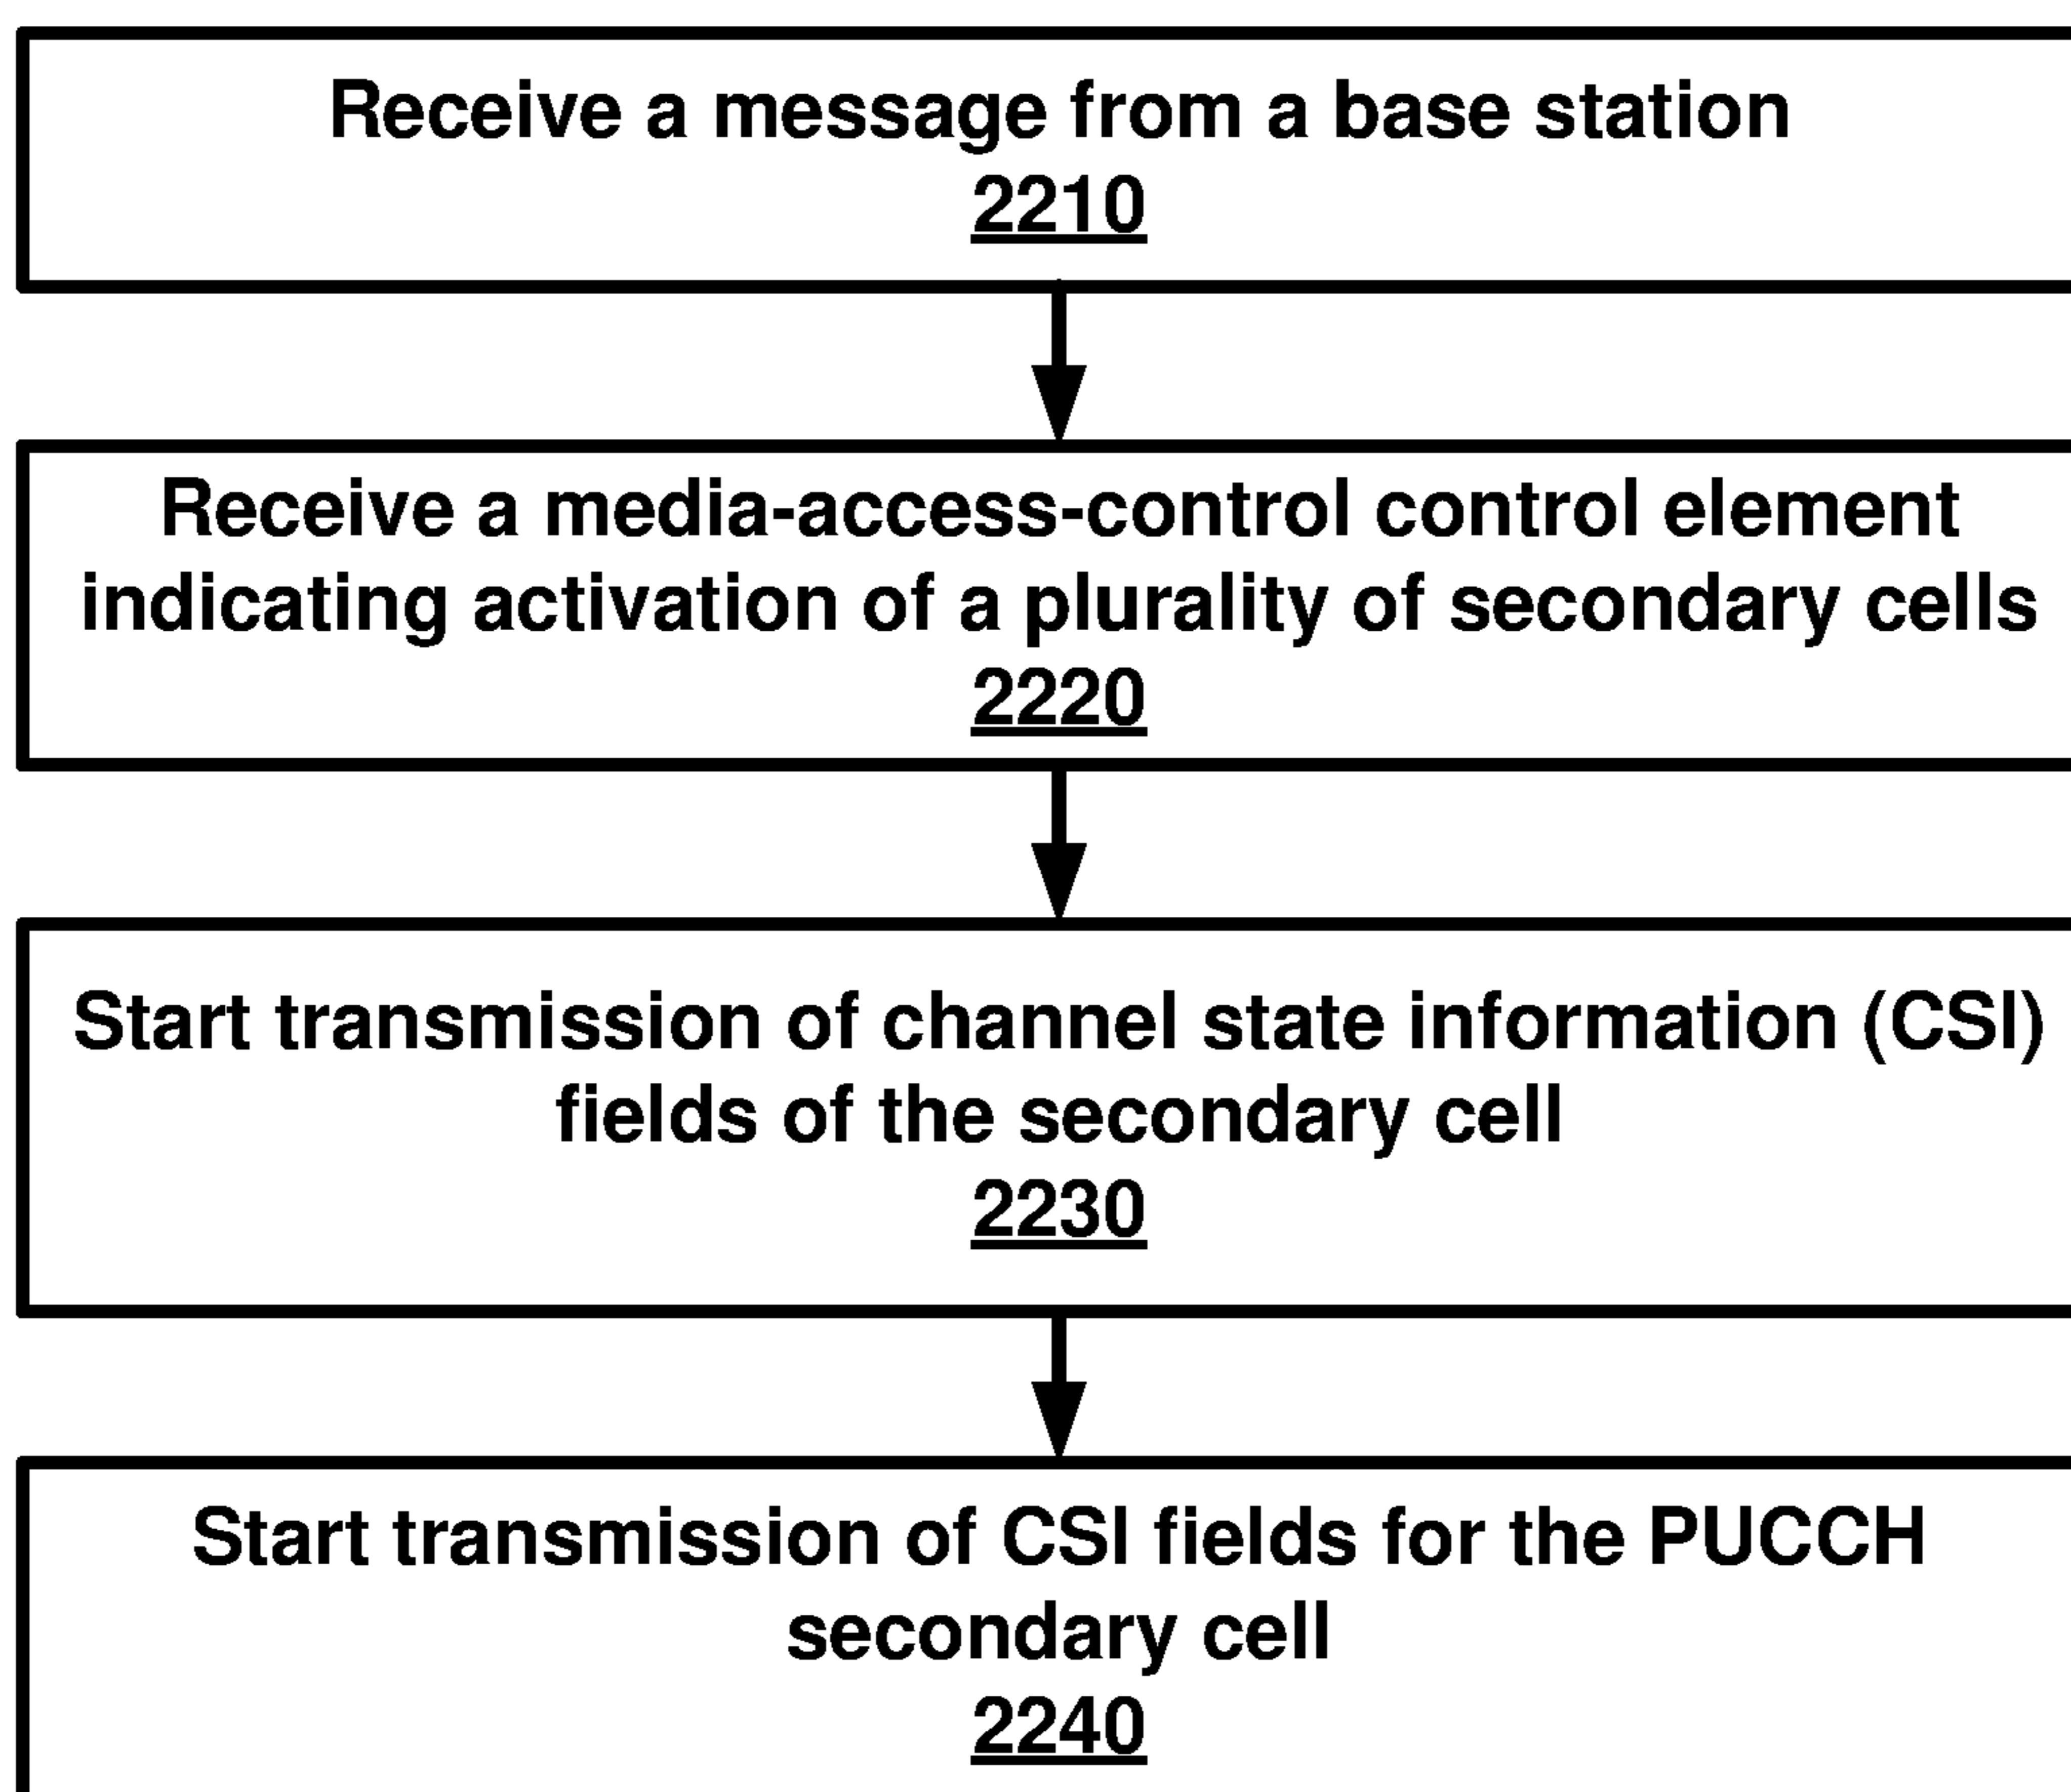 Receive a message from a base station
2210
Receive a media-access-control control element
indicating activation of a plurality of secondary cells
2220
Start transmission of channel state information (CSI)
fields of the secondary cell
2230
Start transmission of CSI fields for the PUCCH
secondary cell
2240